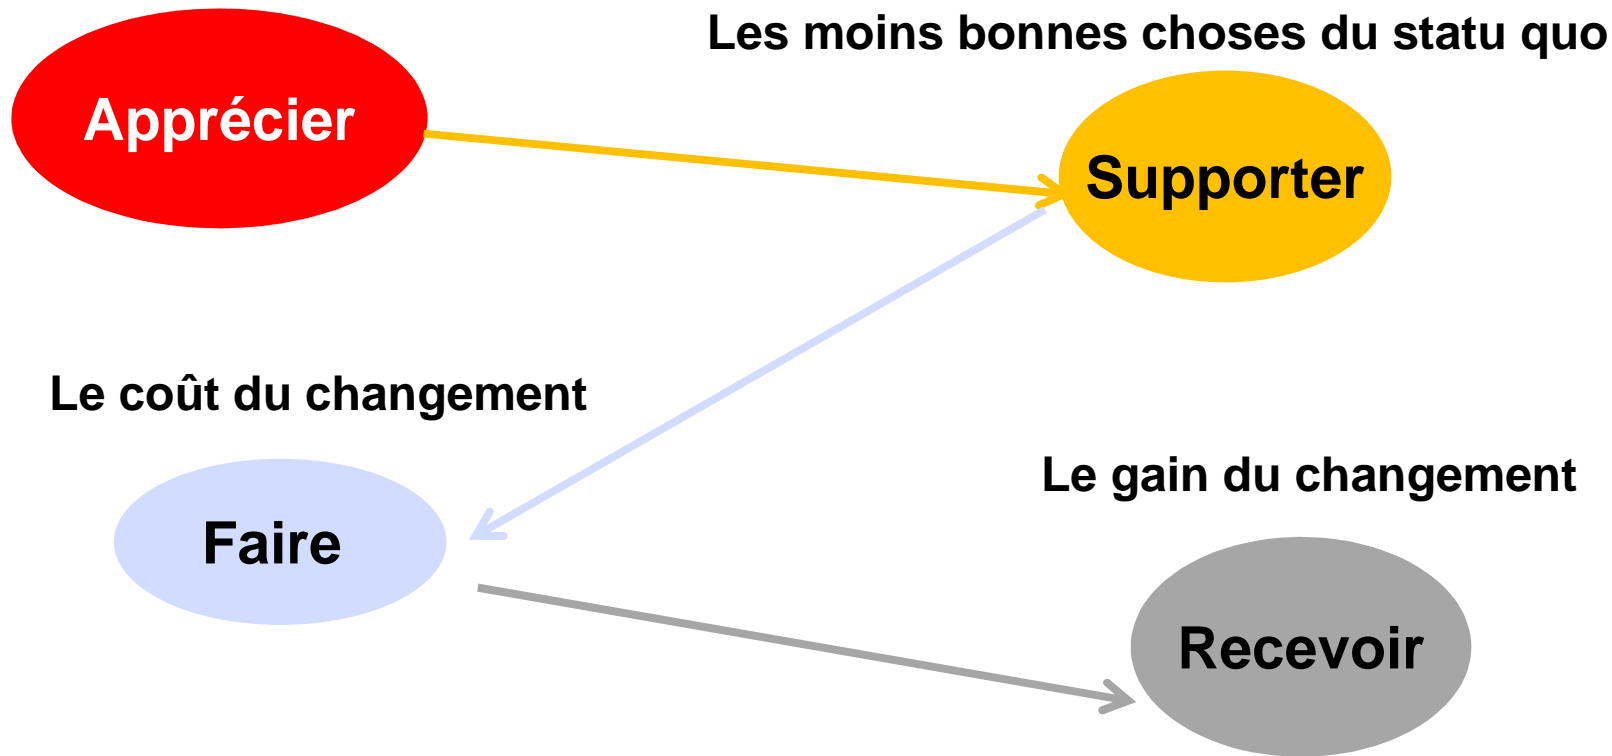 Les moins bonnes choses du statu quo
Apprécier
Supporter
Le coût du changement
Le gain du changement
Faire
Recevoir